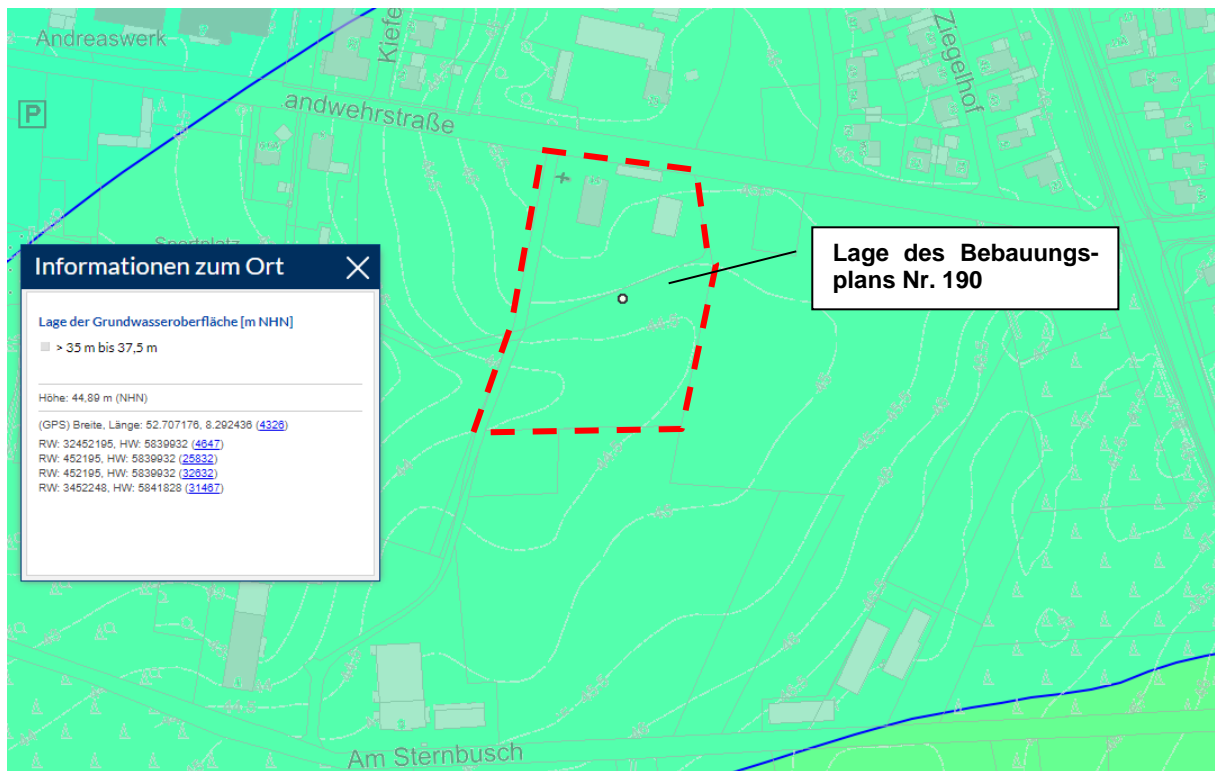 Andreaswerk
Kiefe
Ziegelhof
P
andwehrstraße
Sportplatz
Informationen zum Ort
Lage der Grundwasseroberfläche [m NHN]
> 35 m bis 37,5 m
Höhe: 44,89 m (NHN)
(GPS) Breite, Länge: 52.707176, 8.292436 (4326)
RW: 32452195, HW: 5839932 (4647)
RW: 452195, HW: 5839932 (25832)
RW: 452195, HW: 5839932 (32632)
RW: 3452248, HW: 5841828 (31467)
Lage des Bebauungs-
plans Nr. 190
Am Sternbusch